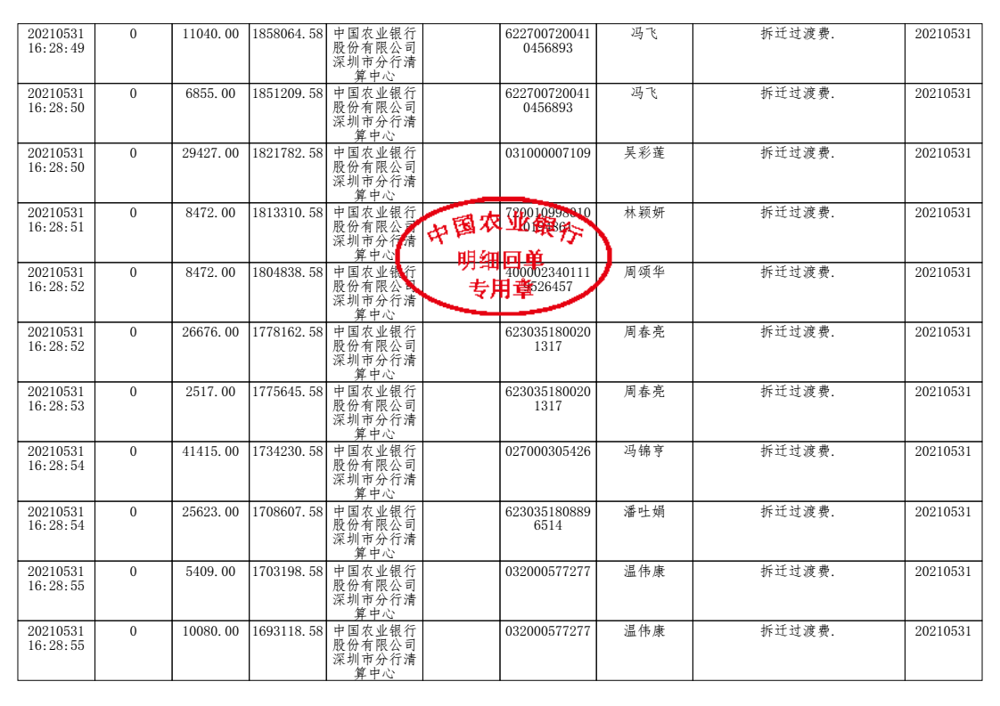 20210531 0 11040.00 1858064.58 中国农业银行 622700720041 冯飞 拆迁过渡费. 20210531
16:28:49 股份有限公司 0456893
深圳市分行清
算中心
20210531 0 6855.00 1851209.58 中国农业银行 622700720041 冯飞 拆迁过渡费. 20210531
16:28:50 股份有限公司 0456893
深圳市分行清
算中心
20210531 0 29427.00 1821782.58 中国农业银行 031000007109 吴彩莲 拆迁过渡费. 20210531
16:28:50 股份有限公司
深圳市分行清
算中心
20210531 0 8472.00 1813310.58 中国农业银行 720010998010 林颖妍 拆迁过渡费. 20210531
16:28:51 股份有限公司
深圳市分行清
算中心
中国农业银行
明细回单
专用章
20210531 0 8472.00 1804838.58 中国农业银行 400002340111 周颂华 拆迁过渡费. 20210531
16:28:52 股份有限公司
深圳市分行清
算中心
20210531 0 26676.00 1778162.58 中国农业银行 623035180020 周春亮 拆迁过渡费. 20210531
16:28:52 股份有限公司 1317
深圳市分行清
算中心
20210531 0 2517.00 1775645.58 中国农业银行 623035180020 周春亮 拆迁过渡费. 20210531
16:28:53 股份有限公司 1317
深圳市分行清
算中心
20210531 0 41415.00 1734230.58 中国农业银行 027000305426 冯锦亨 拆迁过渡费. 20210531
16:28:54 股份有限公司
深圳市分行清
算中心
20210531 0 25623.00 1708607.58 中国农业银行 623035180889 潘吐娟 拆迁过渡费. 20210531
16:28:54 股份有限公司 6514
深圳市分行清
算中心
20210531 0 5409.00 1703198.58 中国农业银行 032000577277 温伟康 拆迁过渡费. 20210531
16:28:55 股份有限公司
深圳市分行清
算中心
20210531 0 10080.00 1693118.58 中国农业银行 032000577277 温伟康 拆迁过渡费. 20210531
16:28:55 股份有限公司
深圳市分行清
算中心